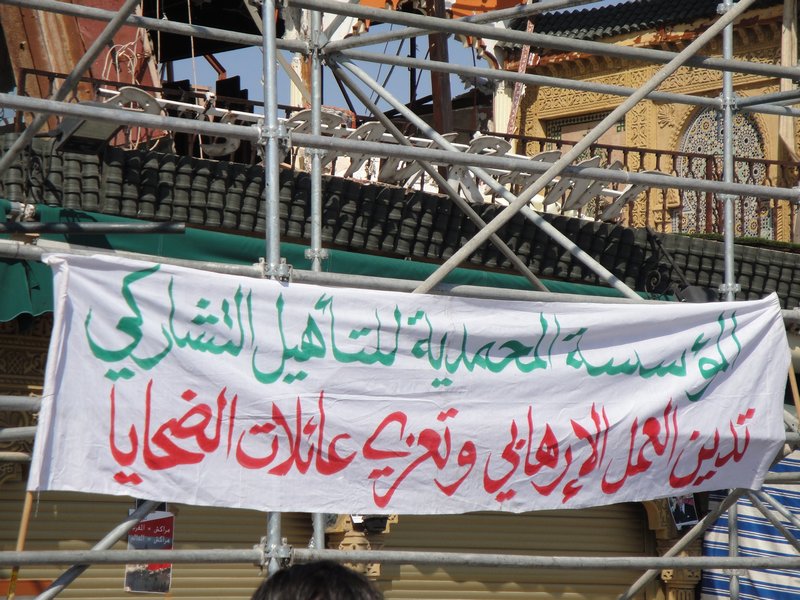 المؤسسة المحمدية للتأهيل التشاركي
تدين العمل الإرهابي وتعزي عائلات الضحايا